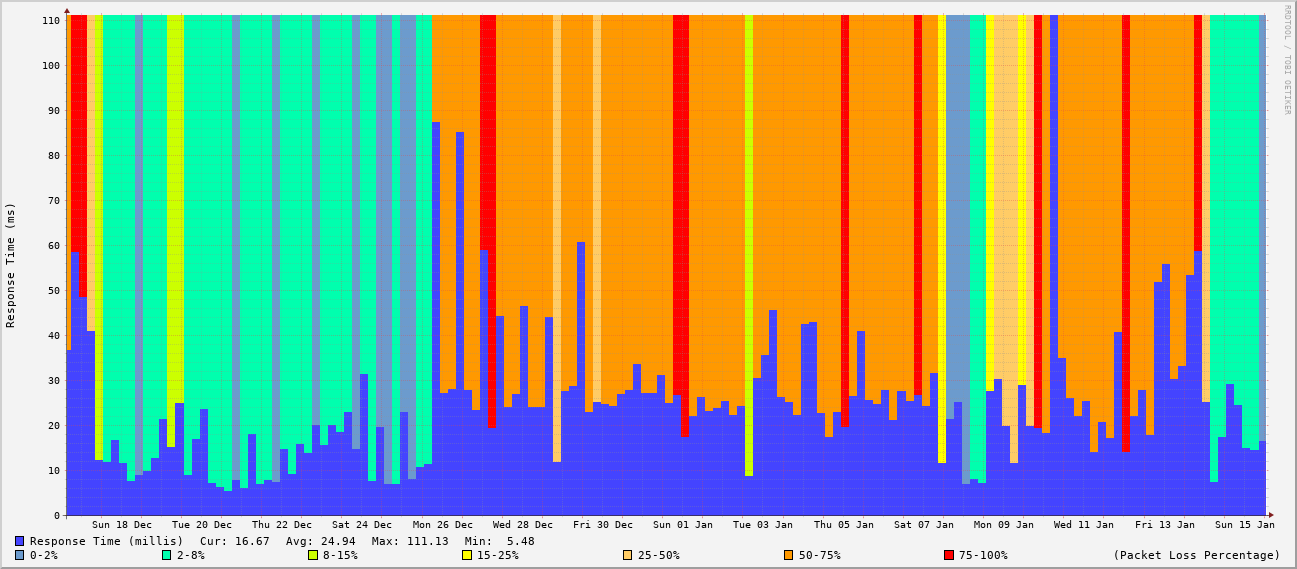 RRDTOOL / TOBI OETIKER
Response Time (ms)
110
100
90
80
70
60
50
40
30
20
10
0
Sun 18 Dec Tue 20 Dec Thu 22 Dec Sat 24 Dec Mon 26 Dec Wed 28 Dec Fri 30 Dec Sun 01 Jan Tue 03 Jan Thu 05 Jan Sat 07 Jan Mon 09 Jan Wed 11 Jan Fri 13 Jan Sun 15 Jan
Response Time (millis) Cur: 16.67 Avg: 24.94 Max: 111.13 Min: 5.48
0-2% 2-8% 8-15% 15-25% 25-50% 50-75% 75-100% (Packet Loss Percentage)